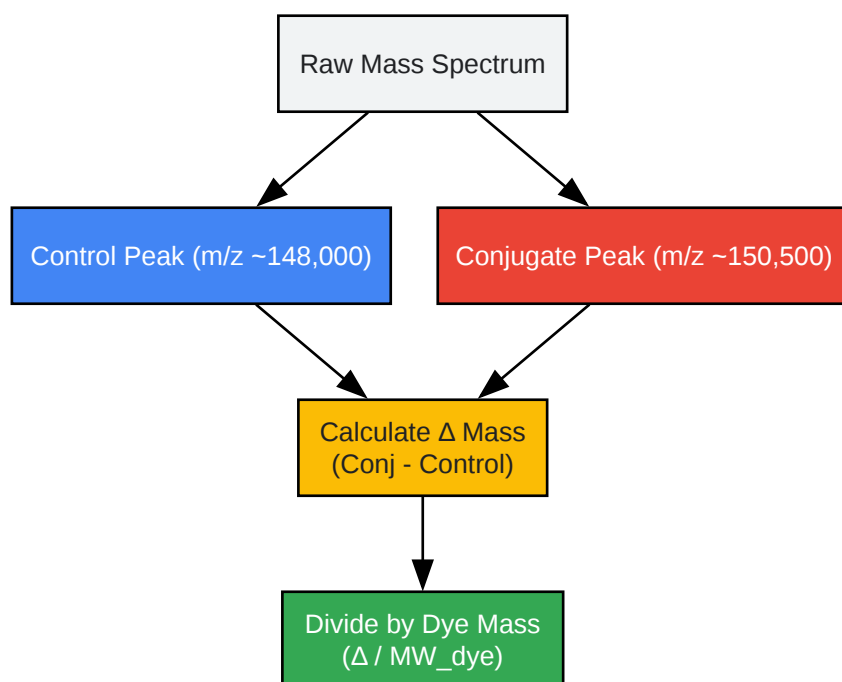 Raw Mass Spectrum
Control Peak (m/z ~148,000)
Conjugate Peak (m/z ~150,500)
Calculate Δ Mass
(Conj - Control)
Divide by Dye Mass
(Δ / MW_dye)